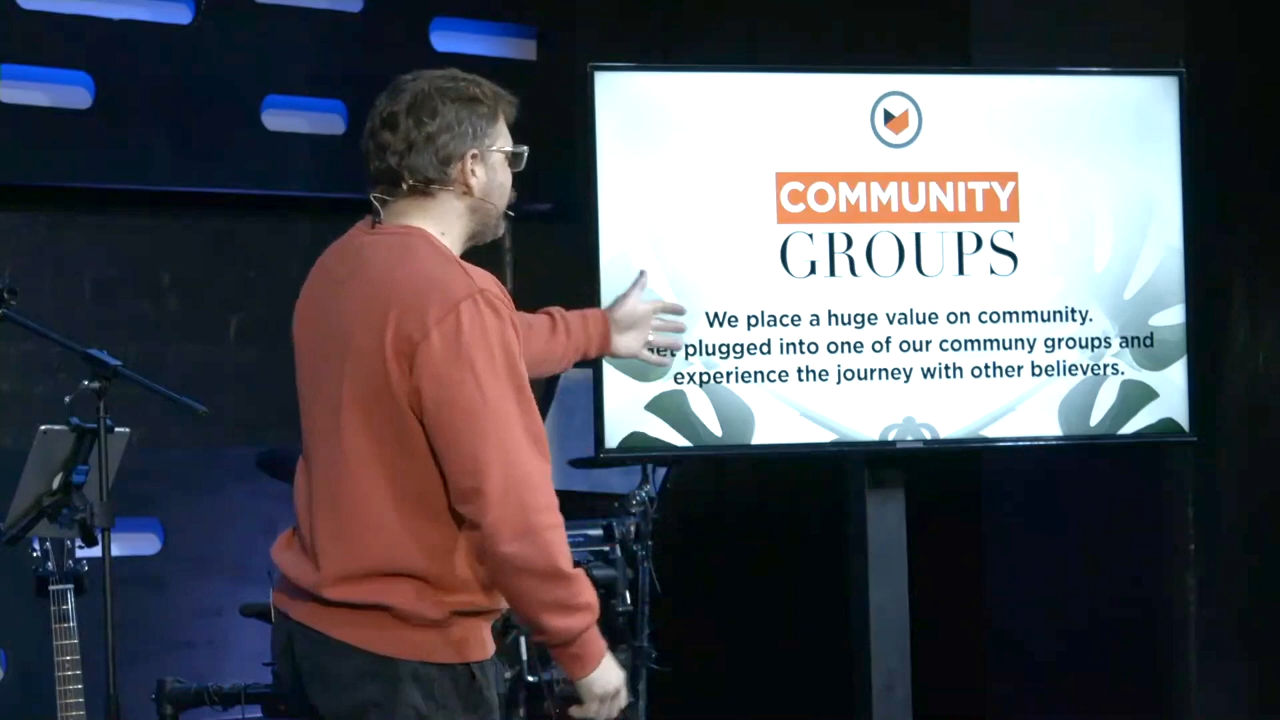 COMMUNITY
GROUPS
We place a huge value on community.
plugged into one of our communy groups and
experience the journey with other believers.